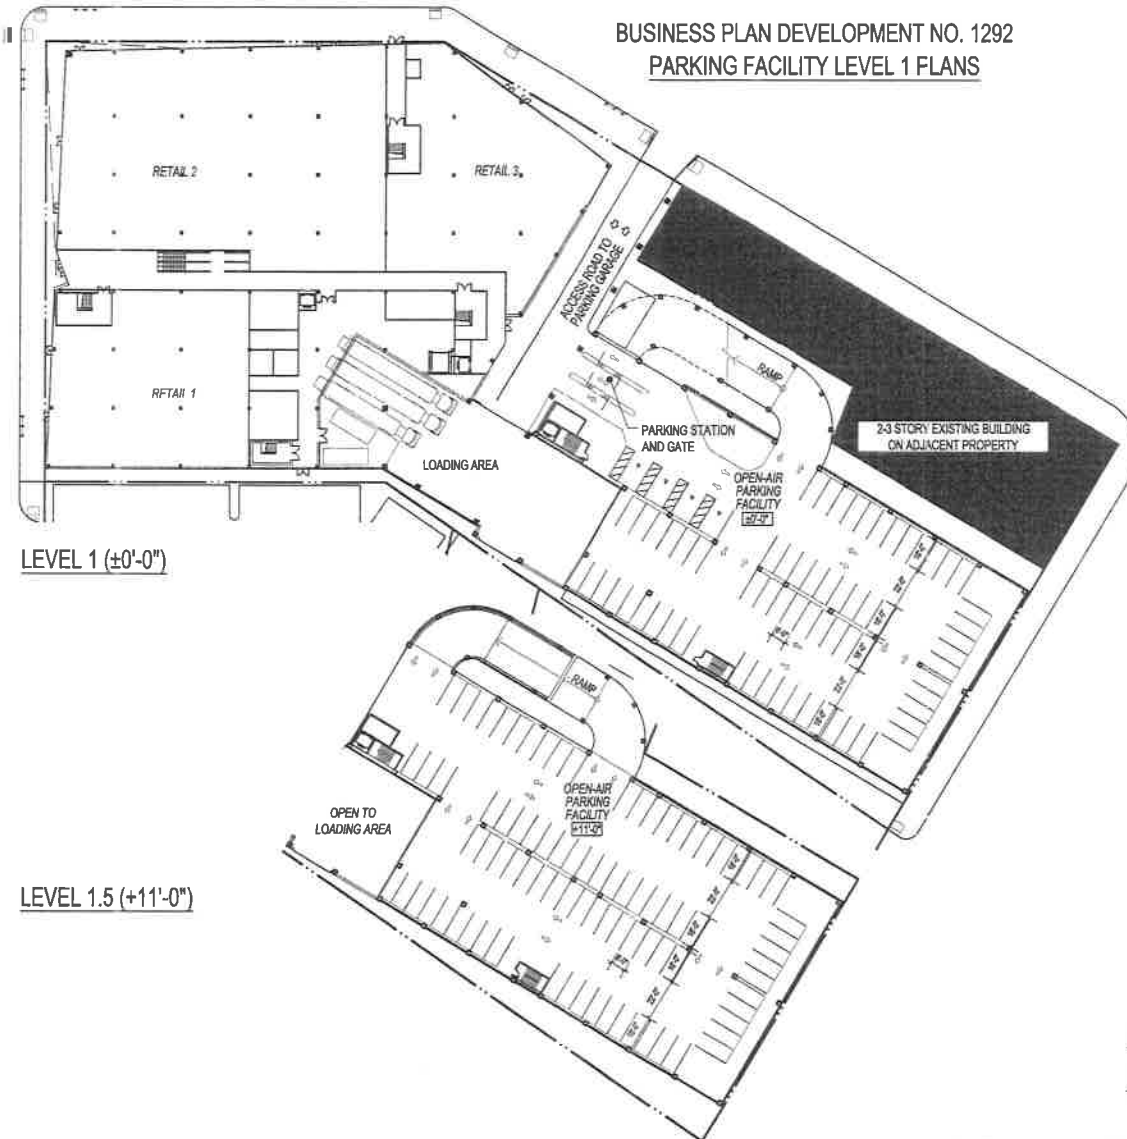 BUSINESS PLAN DEVELOPMENT NO. 1292
PARKING FACILITY LEVEL 1 FLANS
RETAIL 2
RETAIL 3
ACCESS ROAD TO
PARKING GARAGE
RAMP
RETAIL 1
PARKING STATION
AND GATE
2-3 STORY EXISTING BUILDING
ON ADJACENT PROPERTY
LOADING AREA
OPEN-AIR
PARKING
FACILITY
±0'-0"
LEVEL 1 (±0'-0")
RAMP
OPEN-AIR
PARKING
FACILITY
+11'-0"
OPEN TO
LOADING AREA
LEVEL 1.5 (+11'-0")